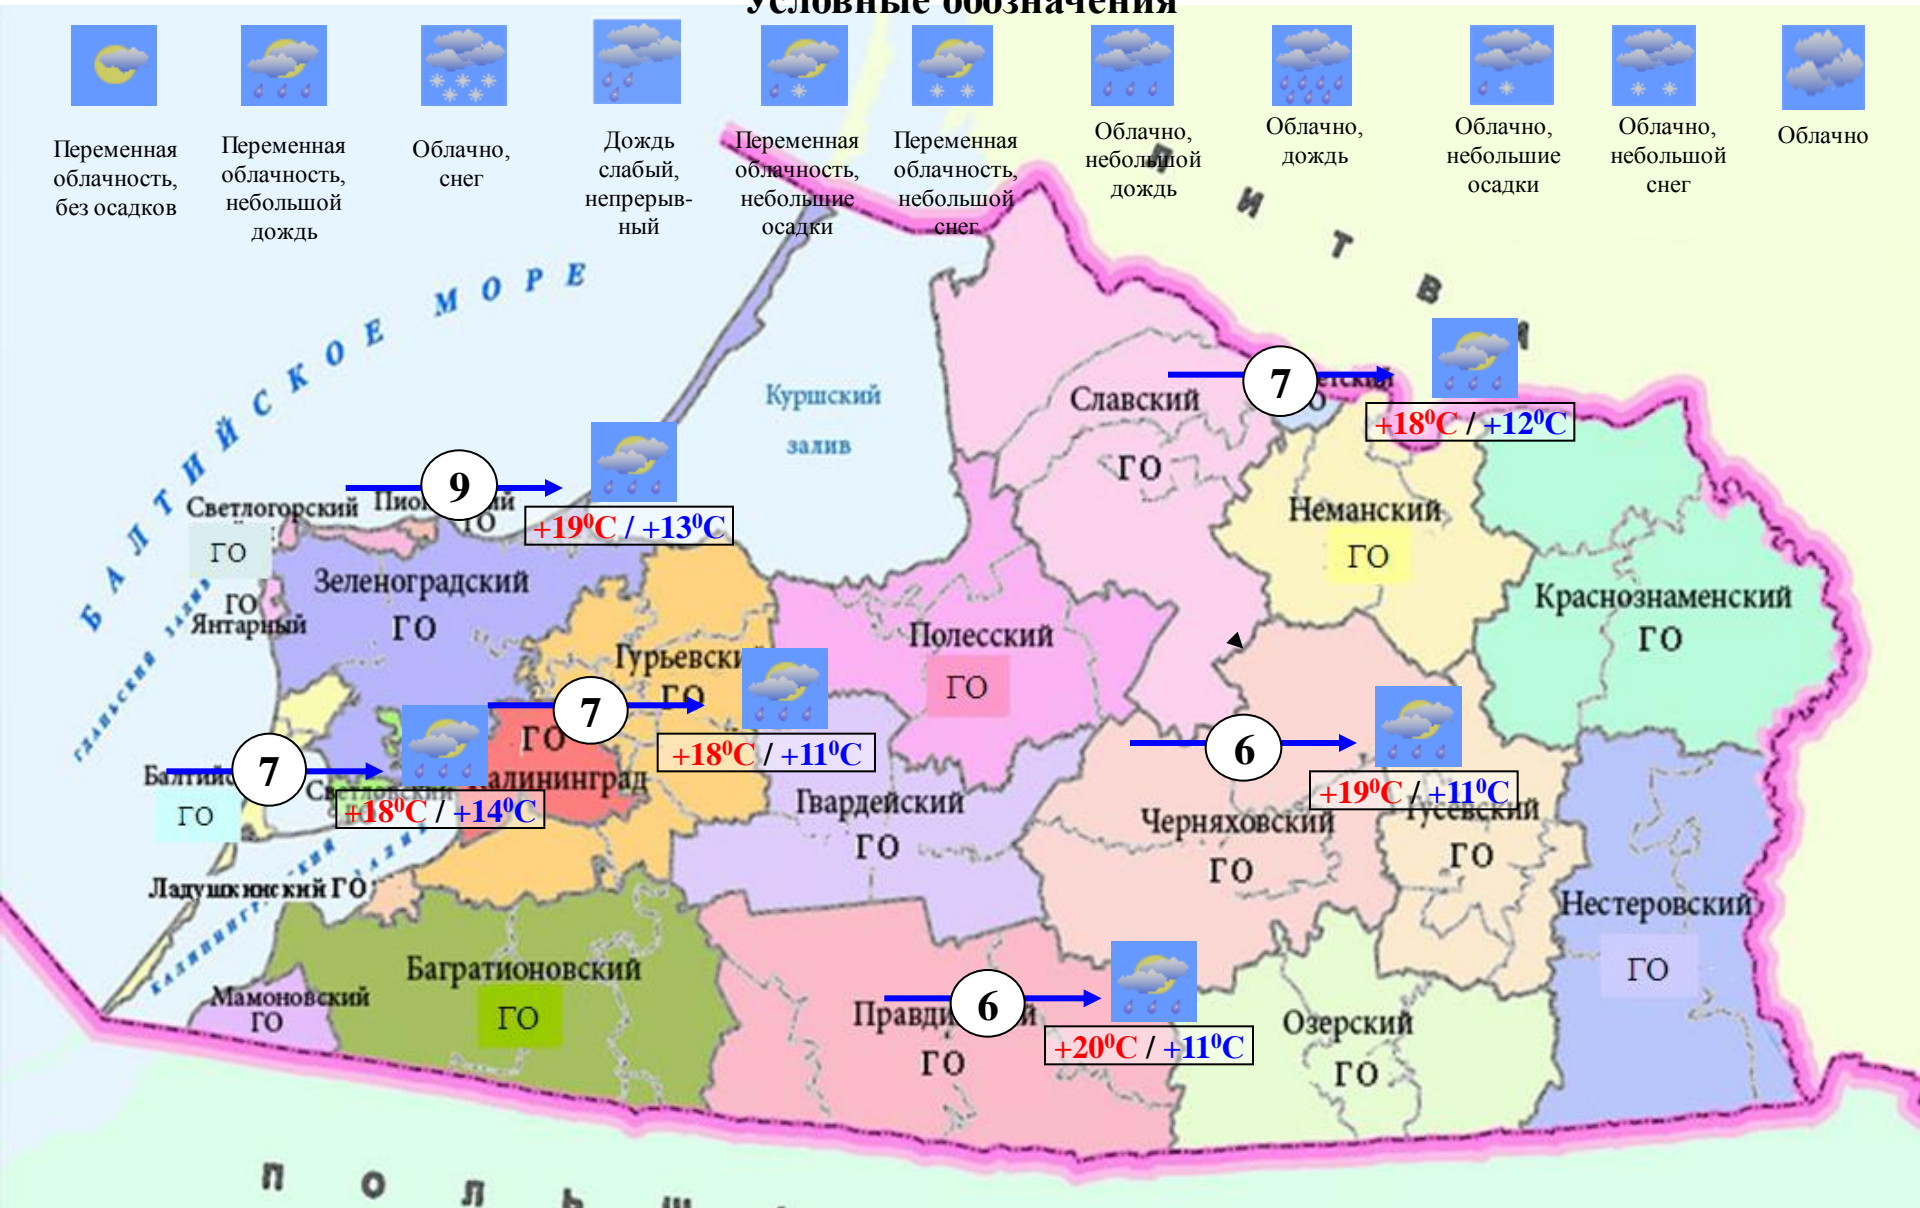 Условные обозначения
Переменная
облачность,
без осадков
Переменная
облачность,
небольшой
дождь
Облачно,
снег
Дождь
слабый,
непрерыв-
ный
Переменная
облачность,
небольшие
осадки
Переменная
облачность,
небольшой
снег
Облачно,
небольшой
дождь
Облачно,
дождь
Облачно,
небольшие
осадки
Облачно,
небольшой
снег
Облачно
БАЛТИЙСКОЕ МОРЕ
Куршский
залив
Славский
ГО
7
+18⁰С / +12⁰С
9
+19⁰С / +13⁰С
Светлогорский
ГО
ГО
Янтарный
Зеленоградский
ГО
Неманский
ГО
Краснознаменский
ГО
Полесский
ГО
ГО
7
+18⁰С / +11⁰С
ГО
7
+18⁰С / +14⁰С
ГО
6
+19⁰С / +11⁰С
Гвардейский
ГО
Черняховский
ГО
Гусевский
ГО
Ладушкинский ГО
Нестеровский
ГО
Багратионовский
ГО
Мамоновский
ГО
6
+20⁰С / +11⁰С
ГО
Озерский
ГО